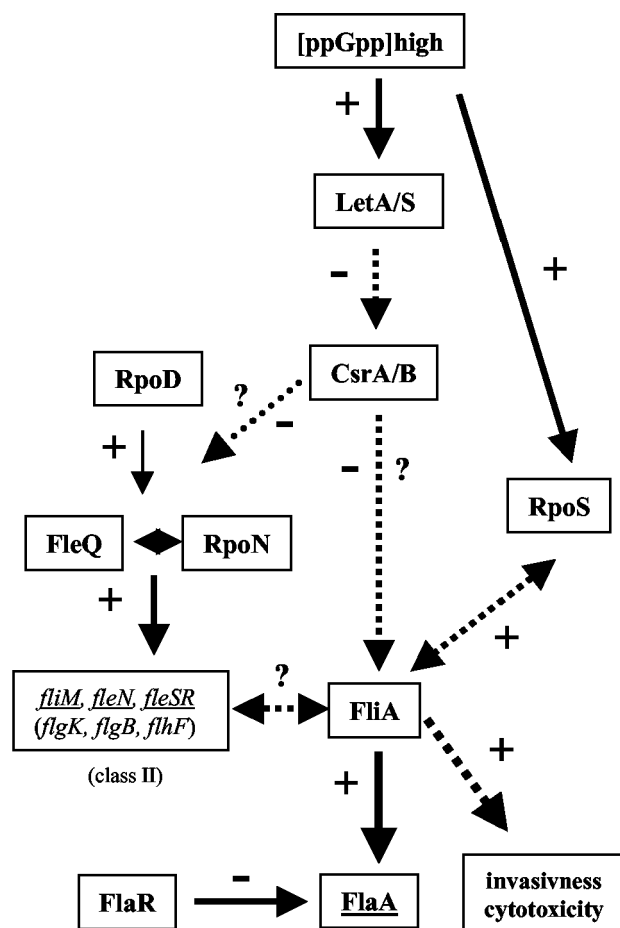 [ppGpp]high
+
LetA/S
+
-
CsrA/B
RpoD
?
-
+
-
?
RpoS
FleQ
RpoN
+
+
?
fliM, fleN, fleSR
(flgK, flgB, flhF)
FliA
+
(class II)
+
-
FlaR
FlaA
invasivness
cytotoxicity